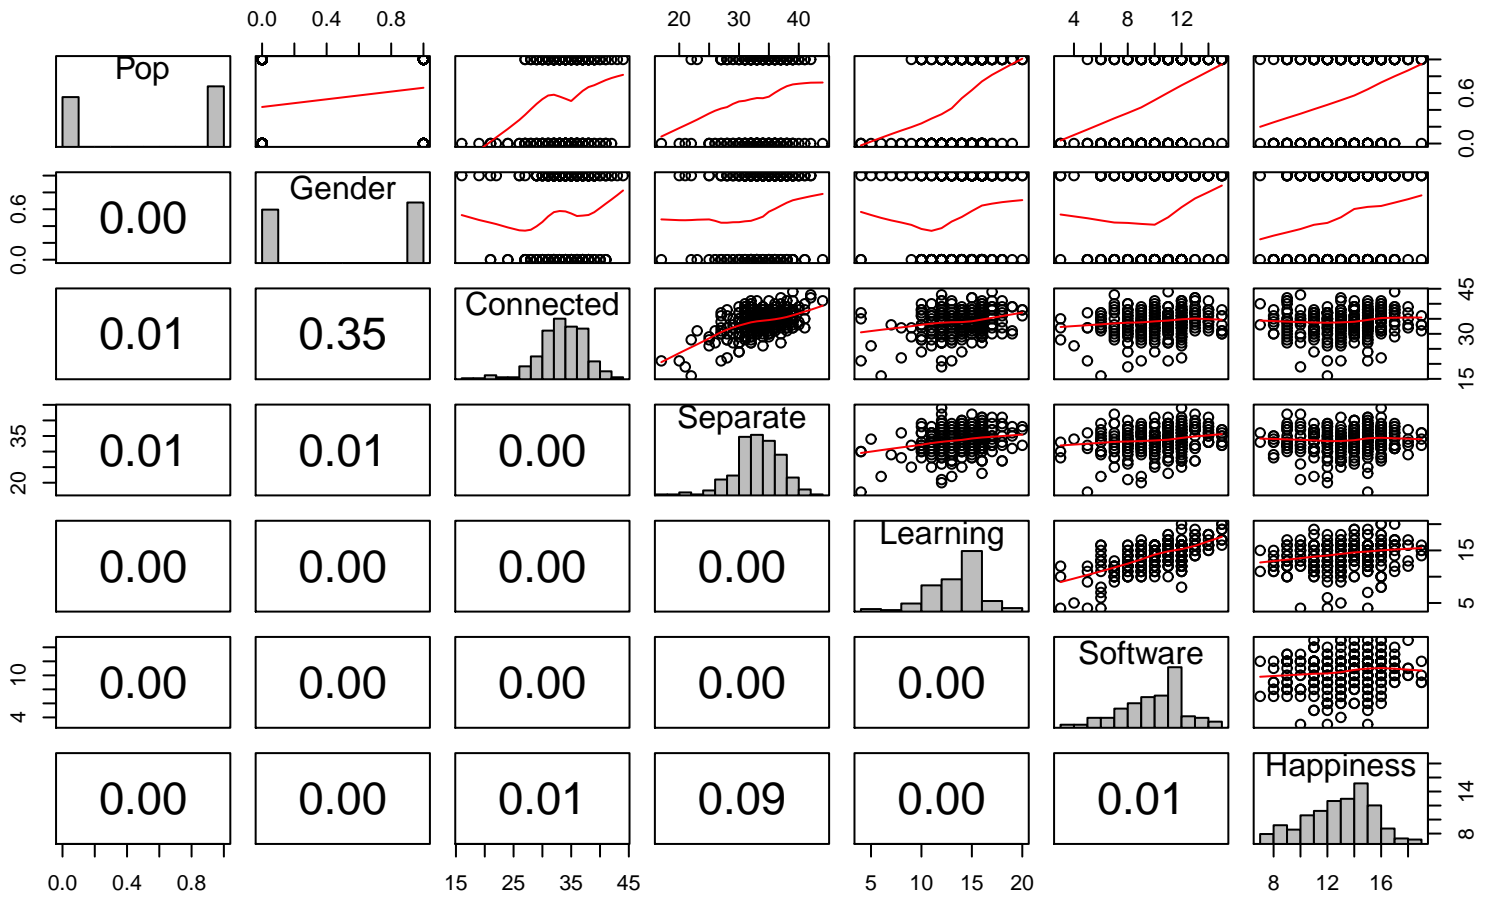 0.0 0.4 0.8 20 30 40 4 8 12
Pop
0.0 0.6
0.00 Gender
0.0 0.6
0.01 0.35 Connected
15 30 45
0.01 0.01 0.00 Separate
20 35
0.00 0.00 0.00 0.00 Learning
5 15
0.00 0.00 0.00 0.00 0.00 Software
4 10
0.00 0.00 0.01 0.09 0.00 0.01 Happiness
8 14
0.0 0.4 0.8 15 25 35 45 5 10 15 20 8 12 16